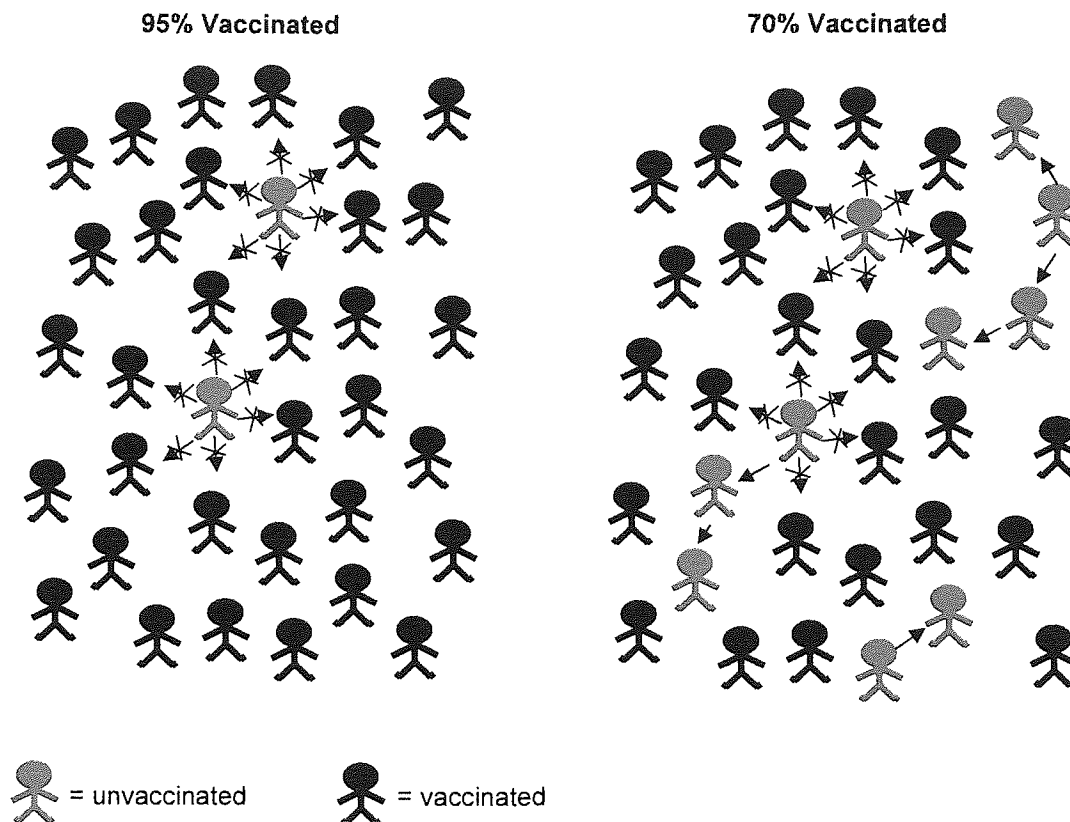 95% Vaccinated
70% Vaccinated
= unvaccinated
= vaccinated